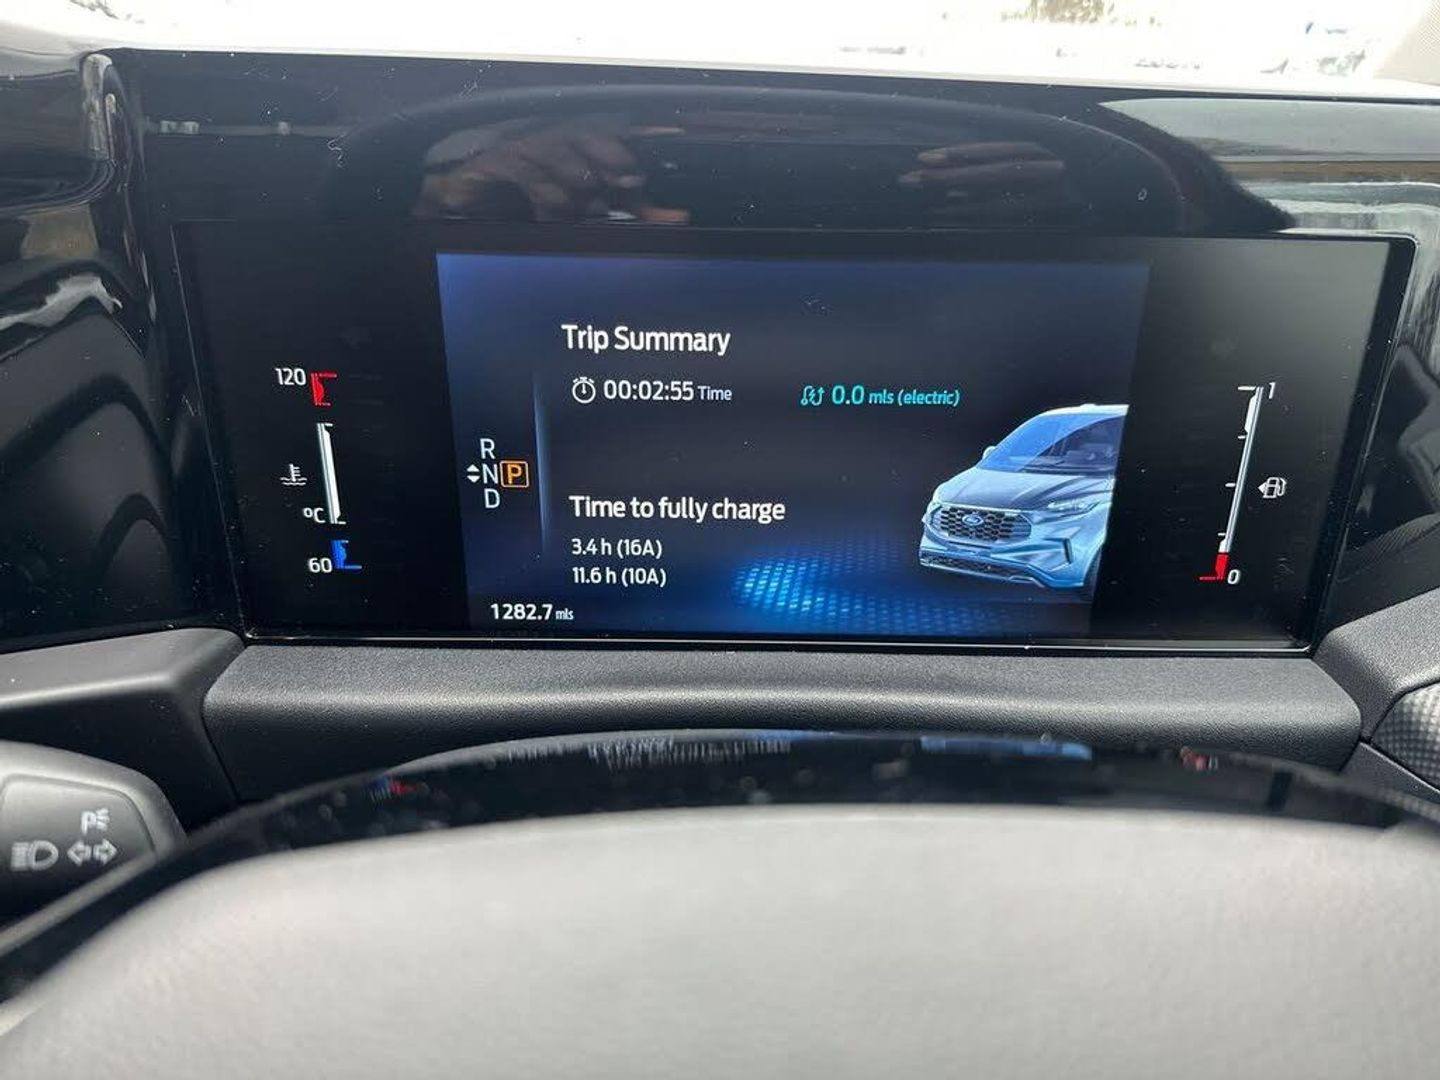 Trip Summary
00:02:55 Time
0.0 mls (electric)
120
1
R
N P
D
Time to fully charge
°C
3.4 h (16A)
60
11.6 h (10A)
0
1282.7 mls
Ford